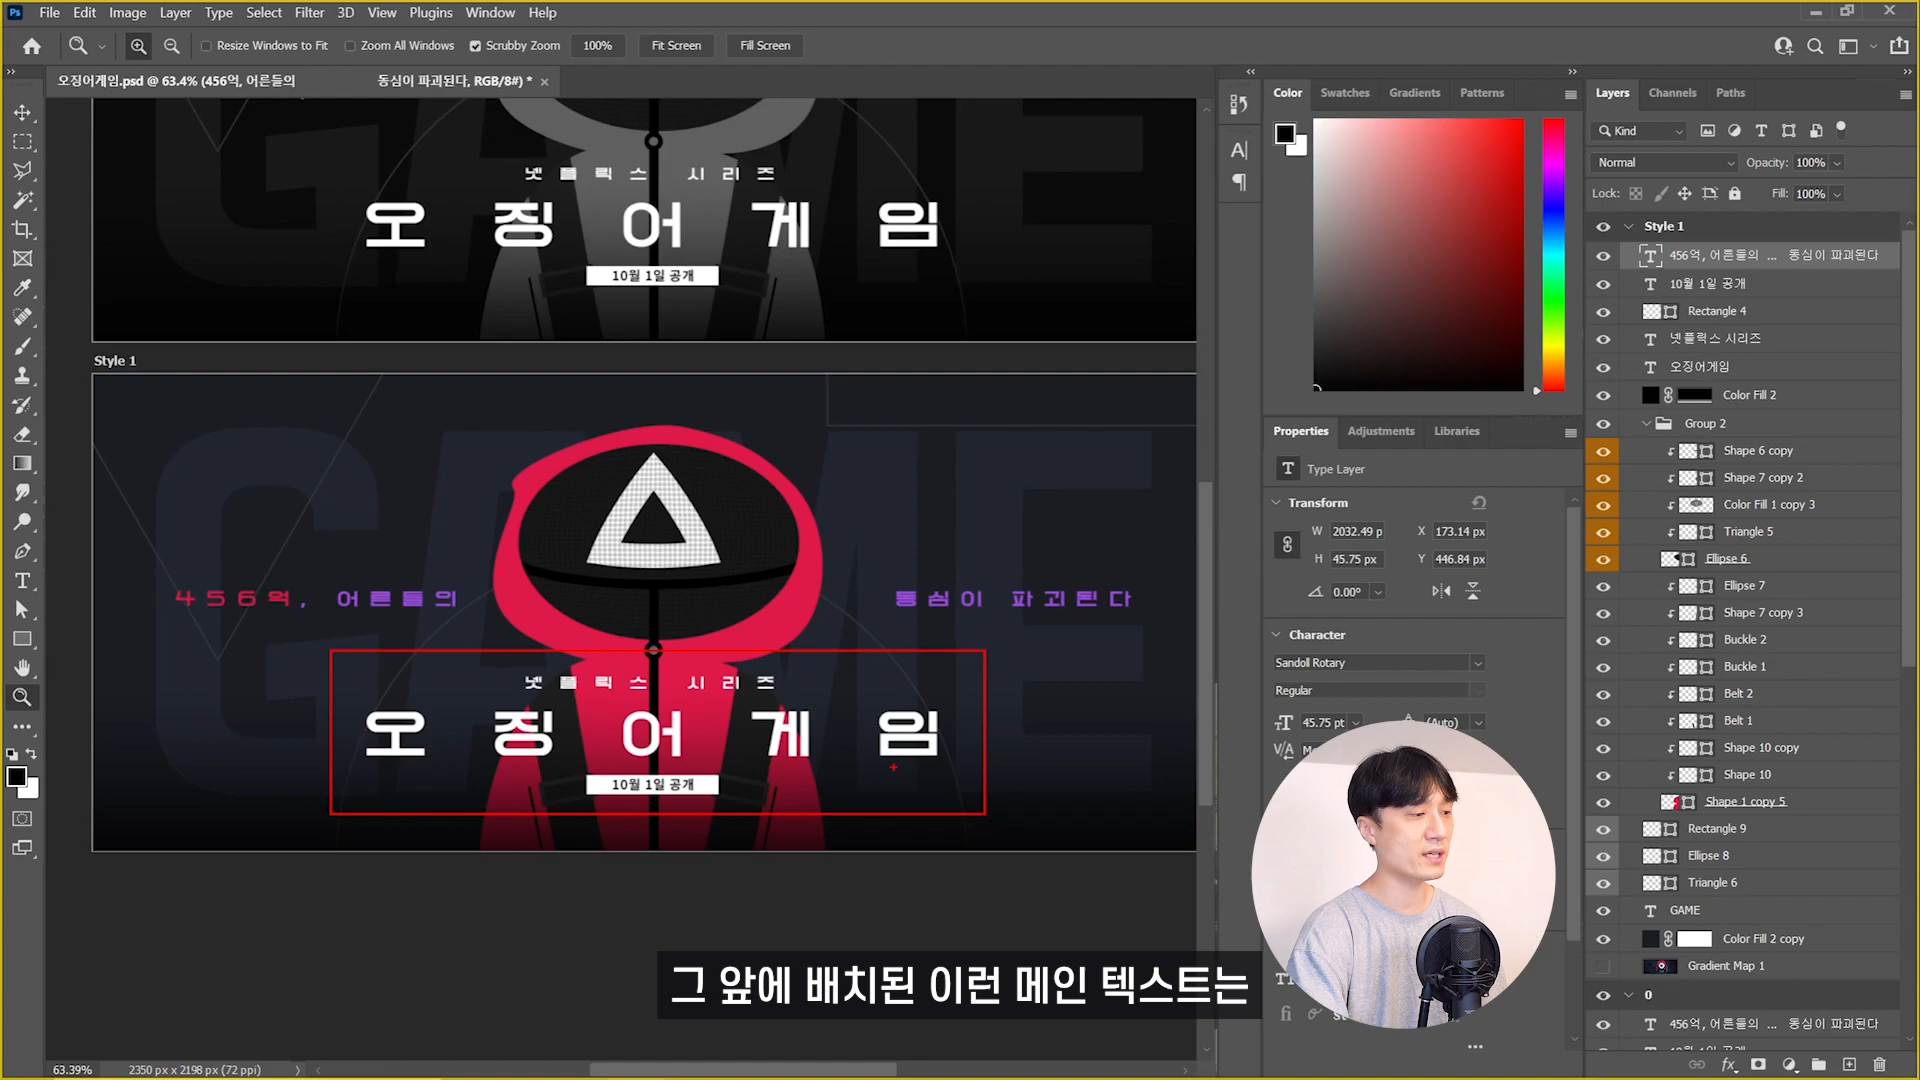 Ps File Edit Image Layer Type Select Filter 3D View Plugins Window Help
Resize Windows to Fit Zoom All Windows Scrubby Zoom 100% Fit Screen Fill Screen
오징어게임.psd @ 63.4% (456억, 어른들의 동심이 파괴된다, RGB/8#) *
GAME
넷플릭스 시리즈
오징어게임
10월 1일 공개
Style 1
GAME
456억, 어른들의 동심이 파괴된다
넷플릭스 시리즈
오징어게임
10월 1일 공개
그 앞에 배치된 이런 메인 텍스트는
63.39% 2350 px x 2198 px (72 ppi)
Color Swatches Gradients Patterns
Properties Adjustments Libraries
T Type Layer
Transform
W 2032.49 p X 173.14 px
H 45.75 px Y 446.84 px
0.00°
Character
Sandol Rotary
Regular
45.75 pt (Auto)
Layers Channels Paths
Kind
Normal Opacity: 100%
Lock: Fill: 100%
Style 1
T 456억, 어른들의 ... 동심이 파괴된다
T 10월 1일 공개
Rectangle 4
T 넷플릭스 시리즈
T 오징어게임
Color Fill 2
Group 2
Shape 6 copy
Shape 7 copy 2
Color Fill 1 copy 3
Triangle 5
Ellipse 6
Ellipse 7
Shape 7 copy 3
Buckle 2
Buckle 1
Belt 2
Belt 1
Shape 10 copy
Shape 10
Shape 1 copy 5
Rectangle 9
Ellipse 8
Triangle 6
T GAME
Color Fill 2 copy
Gradient Map 1
0
T 456억, 어른들의 ... 동심이 파괴된다